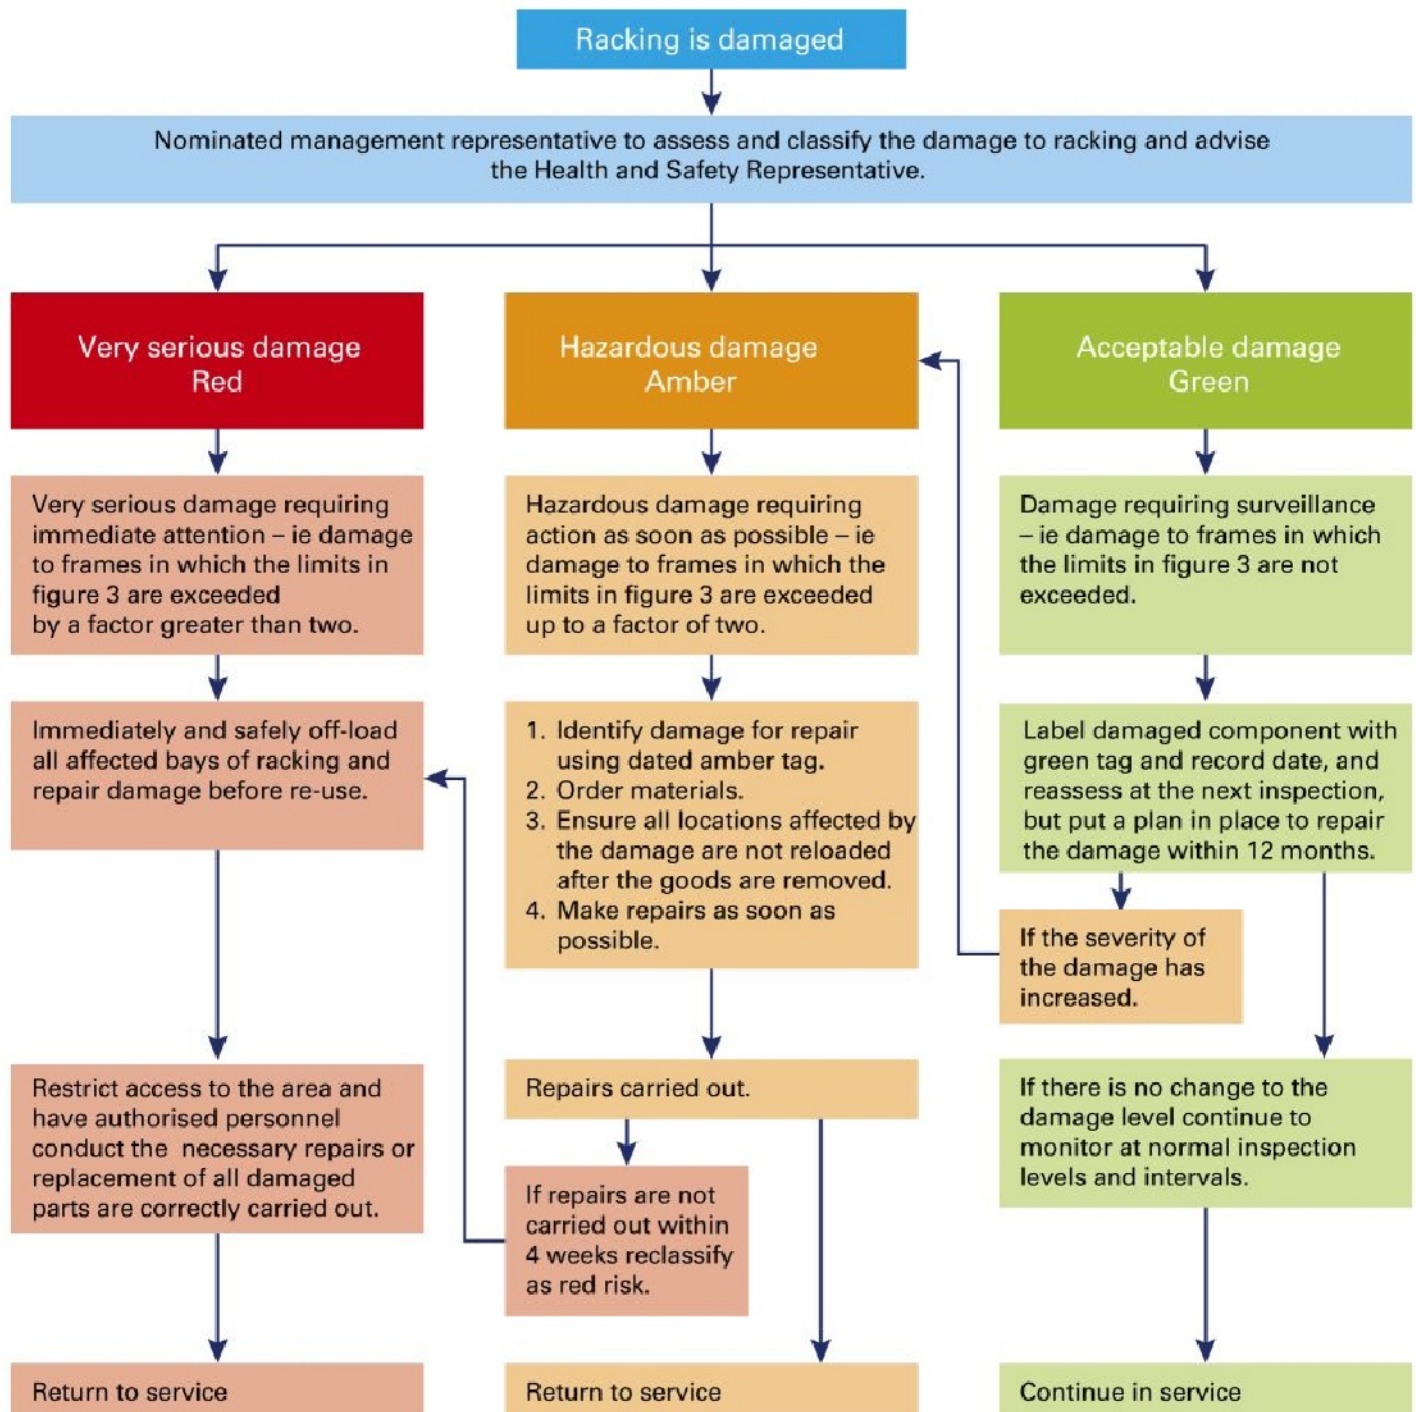 Racking is damaged
Nominated management representative to assess and classify the damage to racking and advise
the Health and Safety Representative.
Very serious damage
Red
Hazardous damage
Amber
Acceptable damage
Green
Very serious damage requiring
immediate attention – ie damage
to frames in which the limits in
figure 3 are exceeded
by a factor greater than two.
Hazardous damage requiring
action as soon as possible – ie
damage to frames in which the
limits in figure 3 are exceeded
up to a factor of two.
Damage requiring surveillance
– ie damage to frames in which
the limits in figure 3 are not
exceeded.
Immediately and safely off-load
all affected bays of racking and
repair damage before re-use.
1. Identify damage for repair
using dated amber tag.
2. Order materials.
3. Ensure all locations affected by
the damage are not reloaded
after the goods are removed.
4. Make repairs as soon as
possible.
Label damaged component with
green tag and record date, and
reassess at the next inspection,
but put a plan in place to repair
the damage within 12 months.
If the severity of
the damage has
increased.
Restrict access to the area and
have authorised personnel
conduct the necessary repairs or
replacement of all damaged
parts are correctly carried out.
Repairs carried out.
If repairs are not
carried out within
4 weeks reclassify
as red risk.
If there is no change to the
damage level continue to
monitor at normal inspection
levels and intervals.
Return to service
Return to service
Continue in service